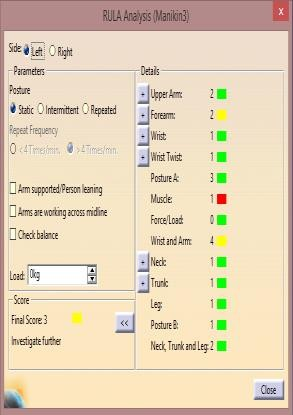 RULA Analysis (Manikin3)
x
Side: Left Right
Parameters
Posture
Static Intermittent Repeated
Repeat Frequency
< 4 Times/min. > 4 Times/min.
Arm supported/Person leaning
Arms are working across midline
Check balance
Load: 0kg
Score
Final Score: 3
<<
Investigate further
Details
+ Upper Arm: 2
+ Forearm: 2
+ Wrist: 1
+ Wrist Twist: 1
Posture A: 3
Muscle: 1
Force/Load: 0
Wrist and Arm: 4
+ Neck: 1
+ Trunk: 1
Leg: 1
Posture B: 1
Neck, Trunk and Leg: 2
Close